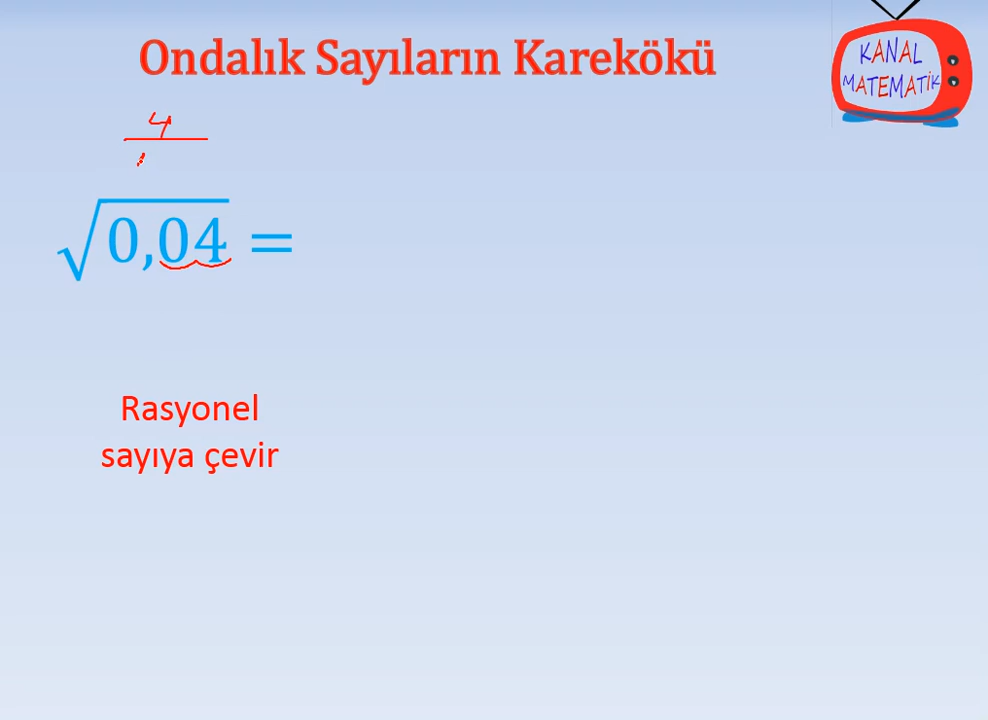 Ondalık Sayıların Karekökü
KANAL
MATEMATİK
4
√0,04 =
Rasyonel
sayıya çevir